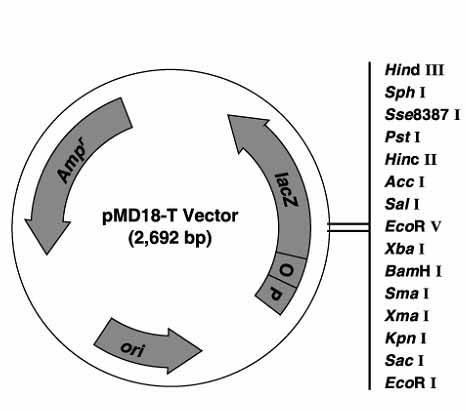 Amp^r
lacZ
O
P
ori
pMD18-T Vector
(2,692 bp)
Hind III
Sph I
Sse8387 I
Pst I
Hinc II
Acc I
Sal I
EcoR V
Xba I
BamH I
Sma I
Xma I
Kpn I
Sac I
EcoR I